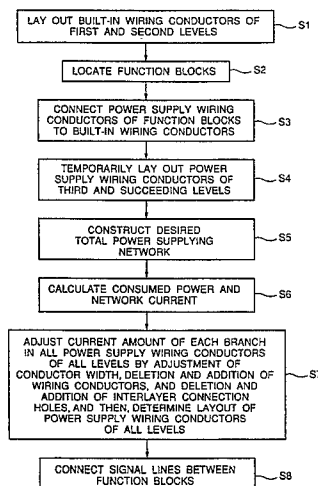 LAY OUT BUILT-IN WIRING CONDUCTORS OF
FIRST AND SECOND LEVELS
S1
LOCATE FUNCTION BLOCKS
S2
CONNECT POWER SUPPLY WIRING
CONDUCTORS OF FUNCTION BLOCKS
TO BUILT-IN WIRING CONDUCTORS
S3
TEMPORARILY LAY OUT POWER
SUPPLY WIRING CONDUCTORS OF
THIRD AND SUCCEEDING LEVELS
S4
CONSTRUCT DESIRED
TOTAL POWER SUPPLYING
NETWORK
S5
CALCULATE CONSUMED POWER AND
NETWORK CURRENT
S6
ADJUST CURRENT AMOUNT OF EACH BRANCH
IN ALL POWER SUPPLY WIRING CONDUCTORS
OF ALL LEVELS BY ADJUSTMENT OF
CONDUCTOR WIDTH, DELETION AND ADDITION OF
WIRING CONDUCTORS, AND DELETION AND
ADDITION OF INTERLAYER CONNECTION
HOLES, AND THEN, DETERMINE LAYOUT OF
POWER SUPPLY WIRING CONDUCTORS
OF ALL LEVELS
S7
CONNECT SIGNAL LINES BETWEEN
FUNCTION BLOCKS
S8